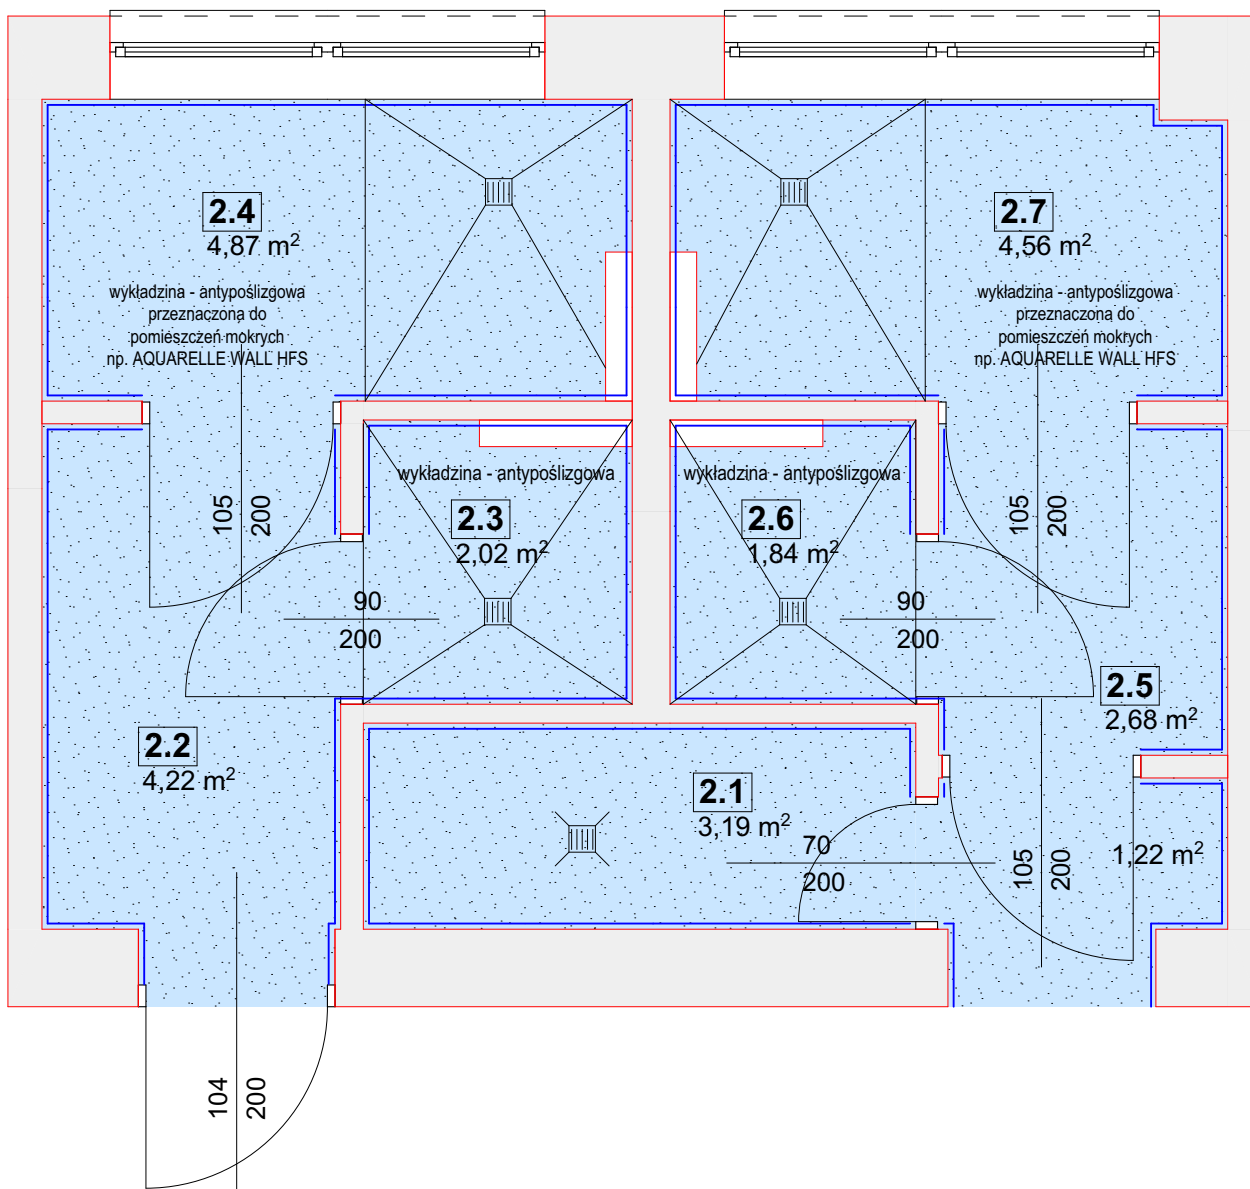 2.4
4,87 m²
wykładzina - antypoślizgowa
przeznaczona do
pomieszczeń mokrych
np. AQUARELLE WALL HFS
2.7
4,56 m²
wykładzina - antypoślizgowa
przeznaczona do
pomieszczeń mokrych
np. AQUARELLE WALL HFS
105
200
wykładzina - antypoślizgowa
2.3
2,02 m²
wykładzina - antypoślizgowa
2.6
1,84 m²
105
200
90
200
90
200
2.5
2,68 m²
2.2
4,22 m²
2.1
3,19 m²
70
200
105
200
1,22 m²
104
200